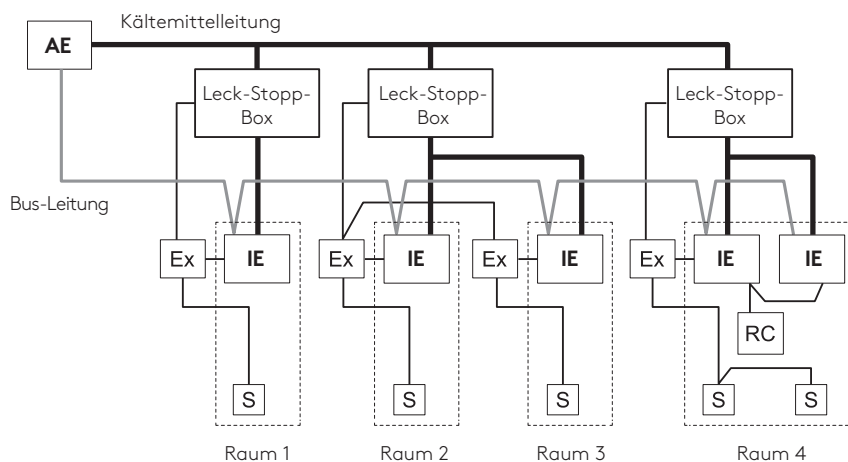 Kältemittelleitung
AE
Leck-Stopp-
Box
Leck-Stopp-
Box
Leck-Stopp-
Box
Bus-Leitung
Ex
IE
Ex
IE
Ex
IE
Ex
IE
IE
RC
S
S
S
S
S
Raum 1
Raum 2
Raum 3
Raum 4